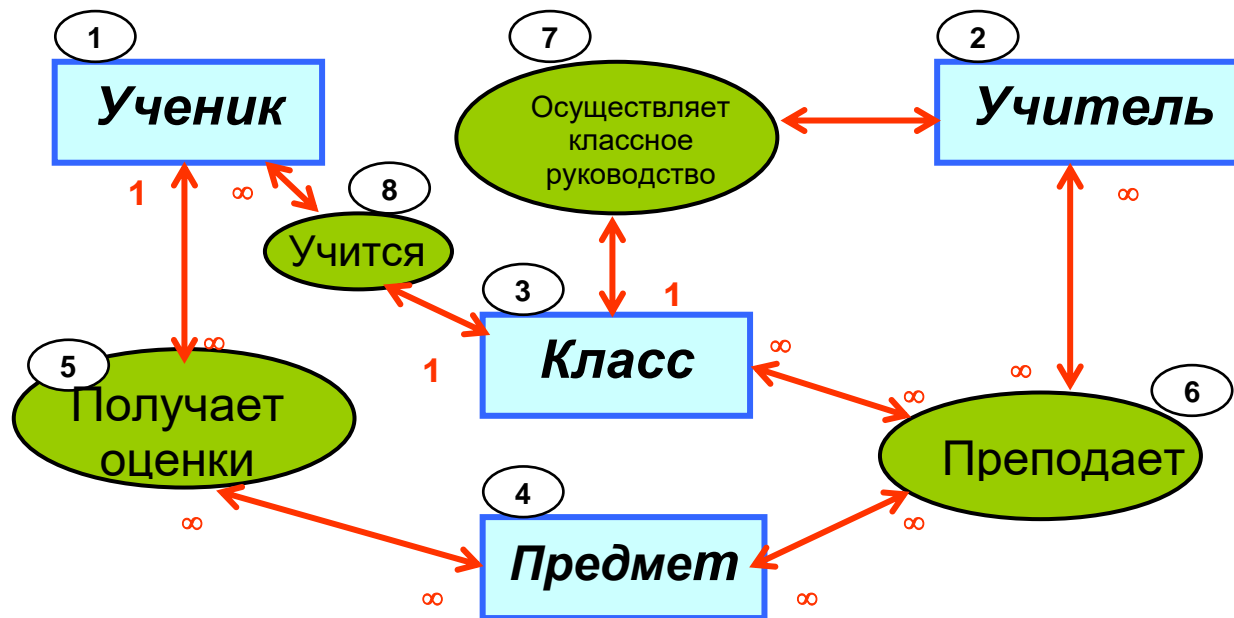 1
7
2
Ученик
Осуществляет
классное
руководство
Учитель
1
∞
8
∞
Учится
3
1
∞
Класс
∞
∞
5
1
∞
6
Получает
оценки
Преподает
4
∞
∞
Предмет
∞
∞